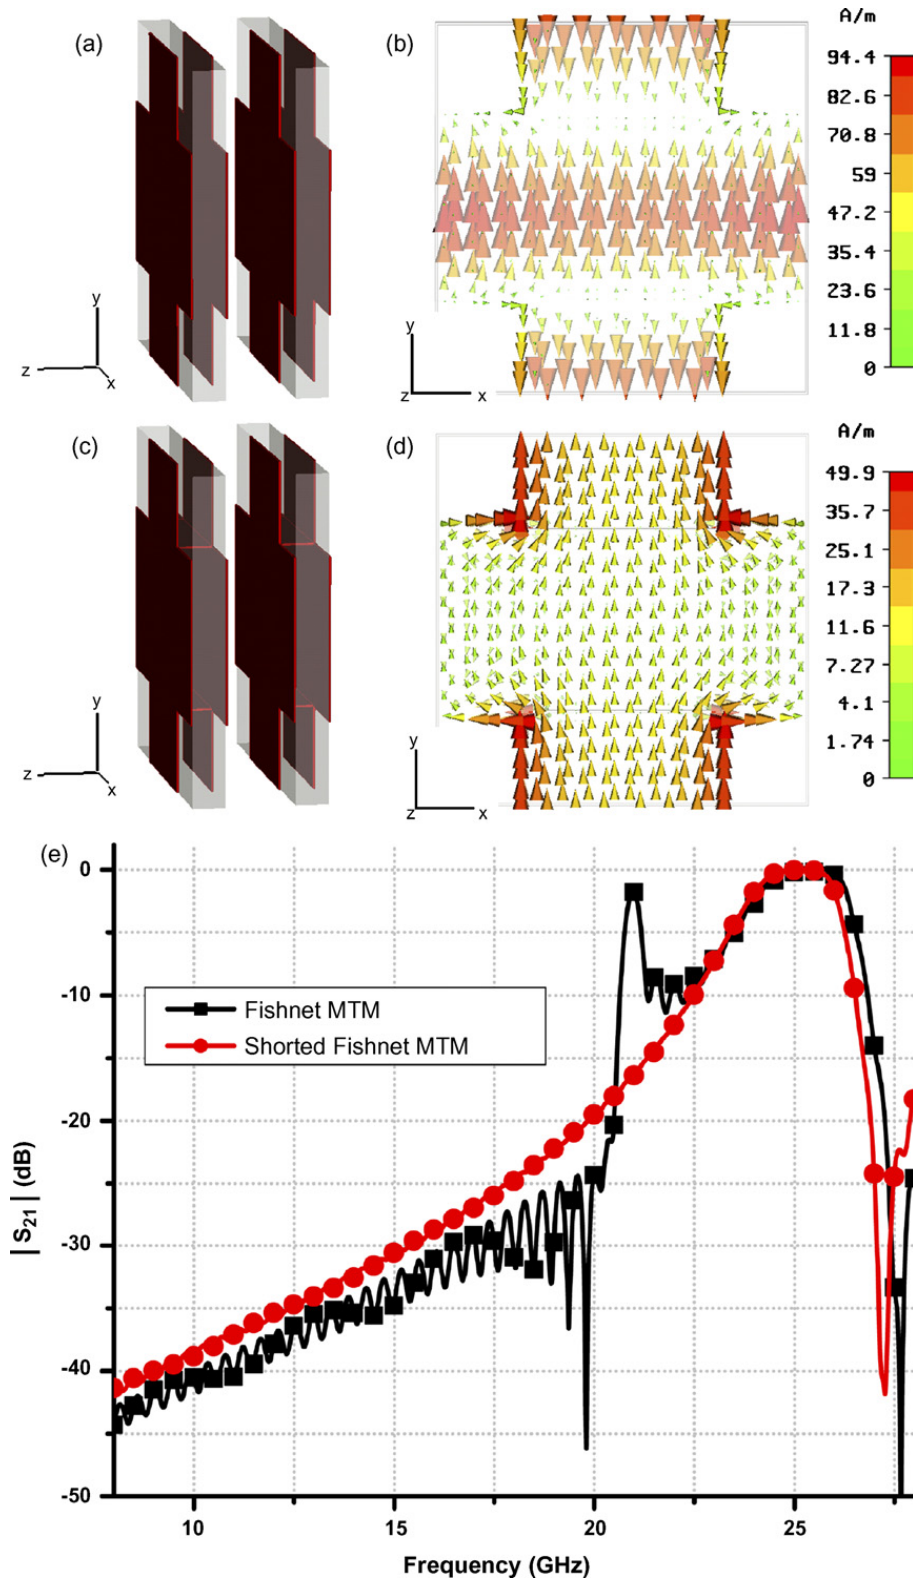 (a)
y
z
x
(b)
y
z
x
A/m
94.4
82.6
70.8
59
47.2
35.4
23.6
11.8
0
(c)
y
z
x
(d)
y
z
x
A/m
49.9
35.7
25.1
17.3
11.6
7.27
4.1
1.74
0
(e)
0
-10
-20
-30
-40
-50
|S21| (dB)
Fishnet MTM
Shorted Fishnet MTM
10
15
20
25
Frequency (GHz)